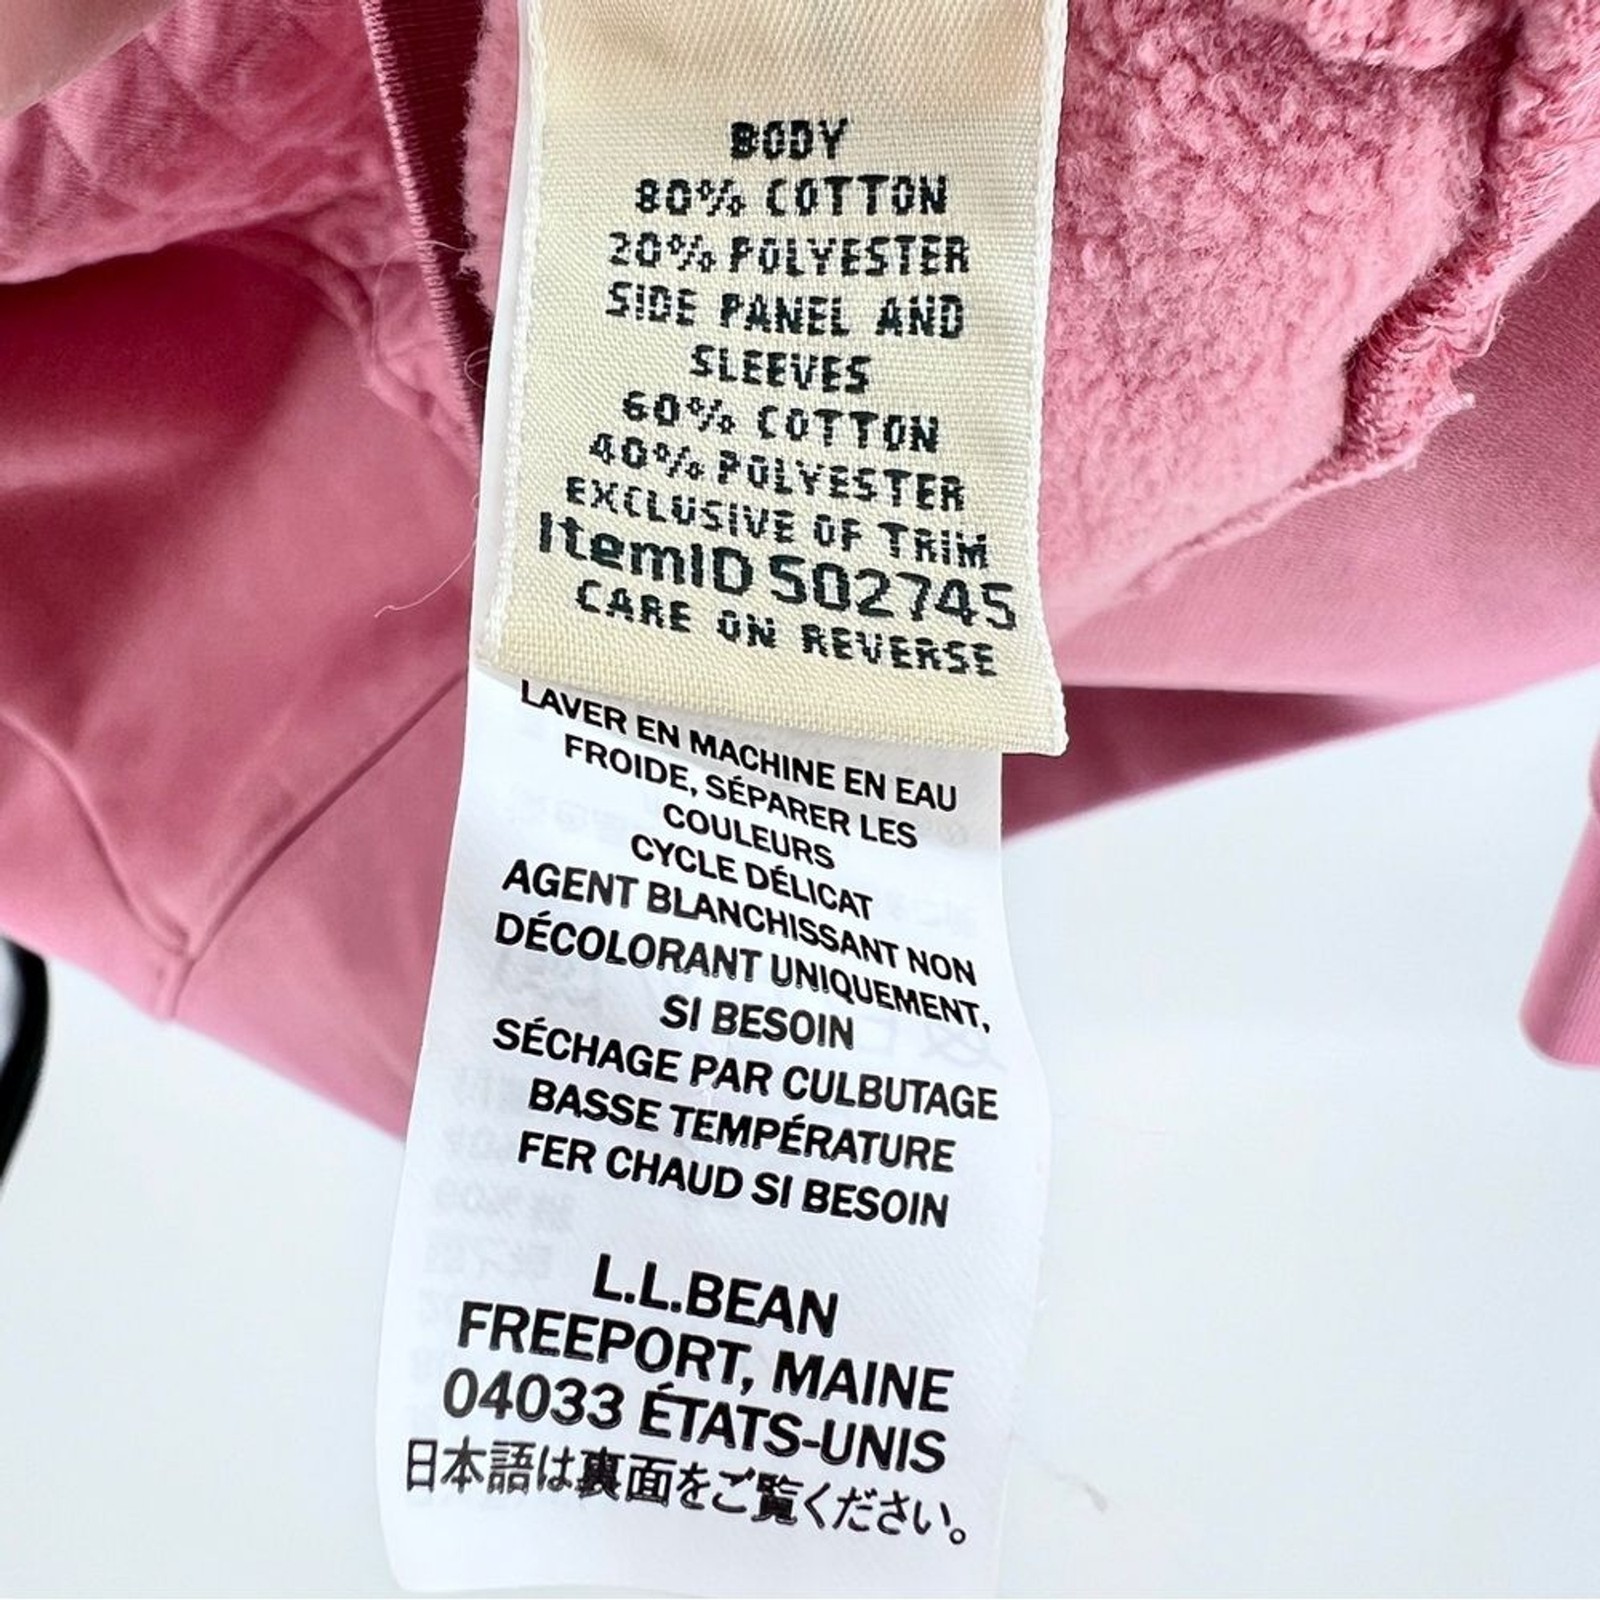 BODY
80% COTTON
20% POLYESTER
SIDE PANEL AND
SLEEVES
60% COTTON
40% POLYESTER
EXCLUSIVE OF TRIM
ItemID 502745
CARE ON REVERSE
LAVER EN MACHINE EN EAU
FROIDE, SÉPARER LES
COULEURS
CYCLE DÉLICAT
AGENT BLANCHISSANT NON
DÉCOLORANT UNIQUEMENT,
SI BESOIN
SÉCHAGE PAR CULBUTAGE
BASSE TEMPÉRATURE
FER CHAUD SI BESOIN
L.L.BEAN
FREEPORT, MAINE
04033 ÉTATS-UNIS
日本語は裏面をご覧ください。